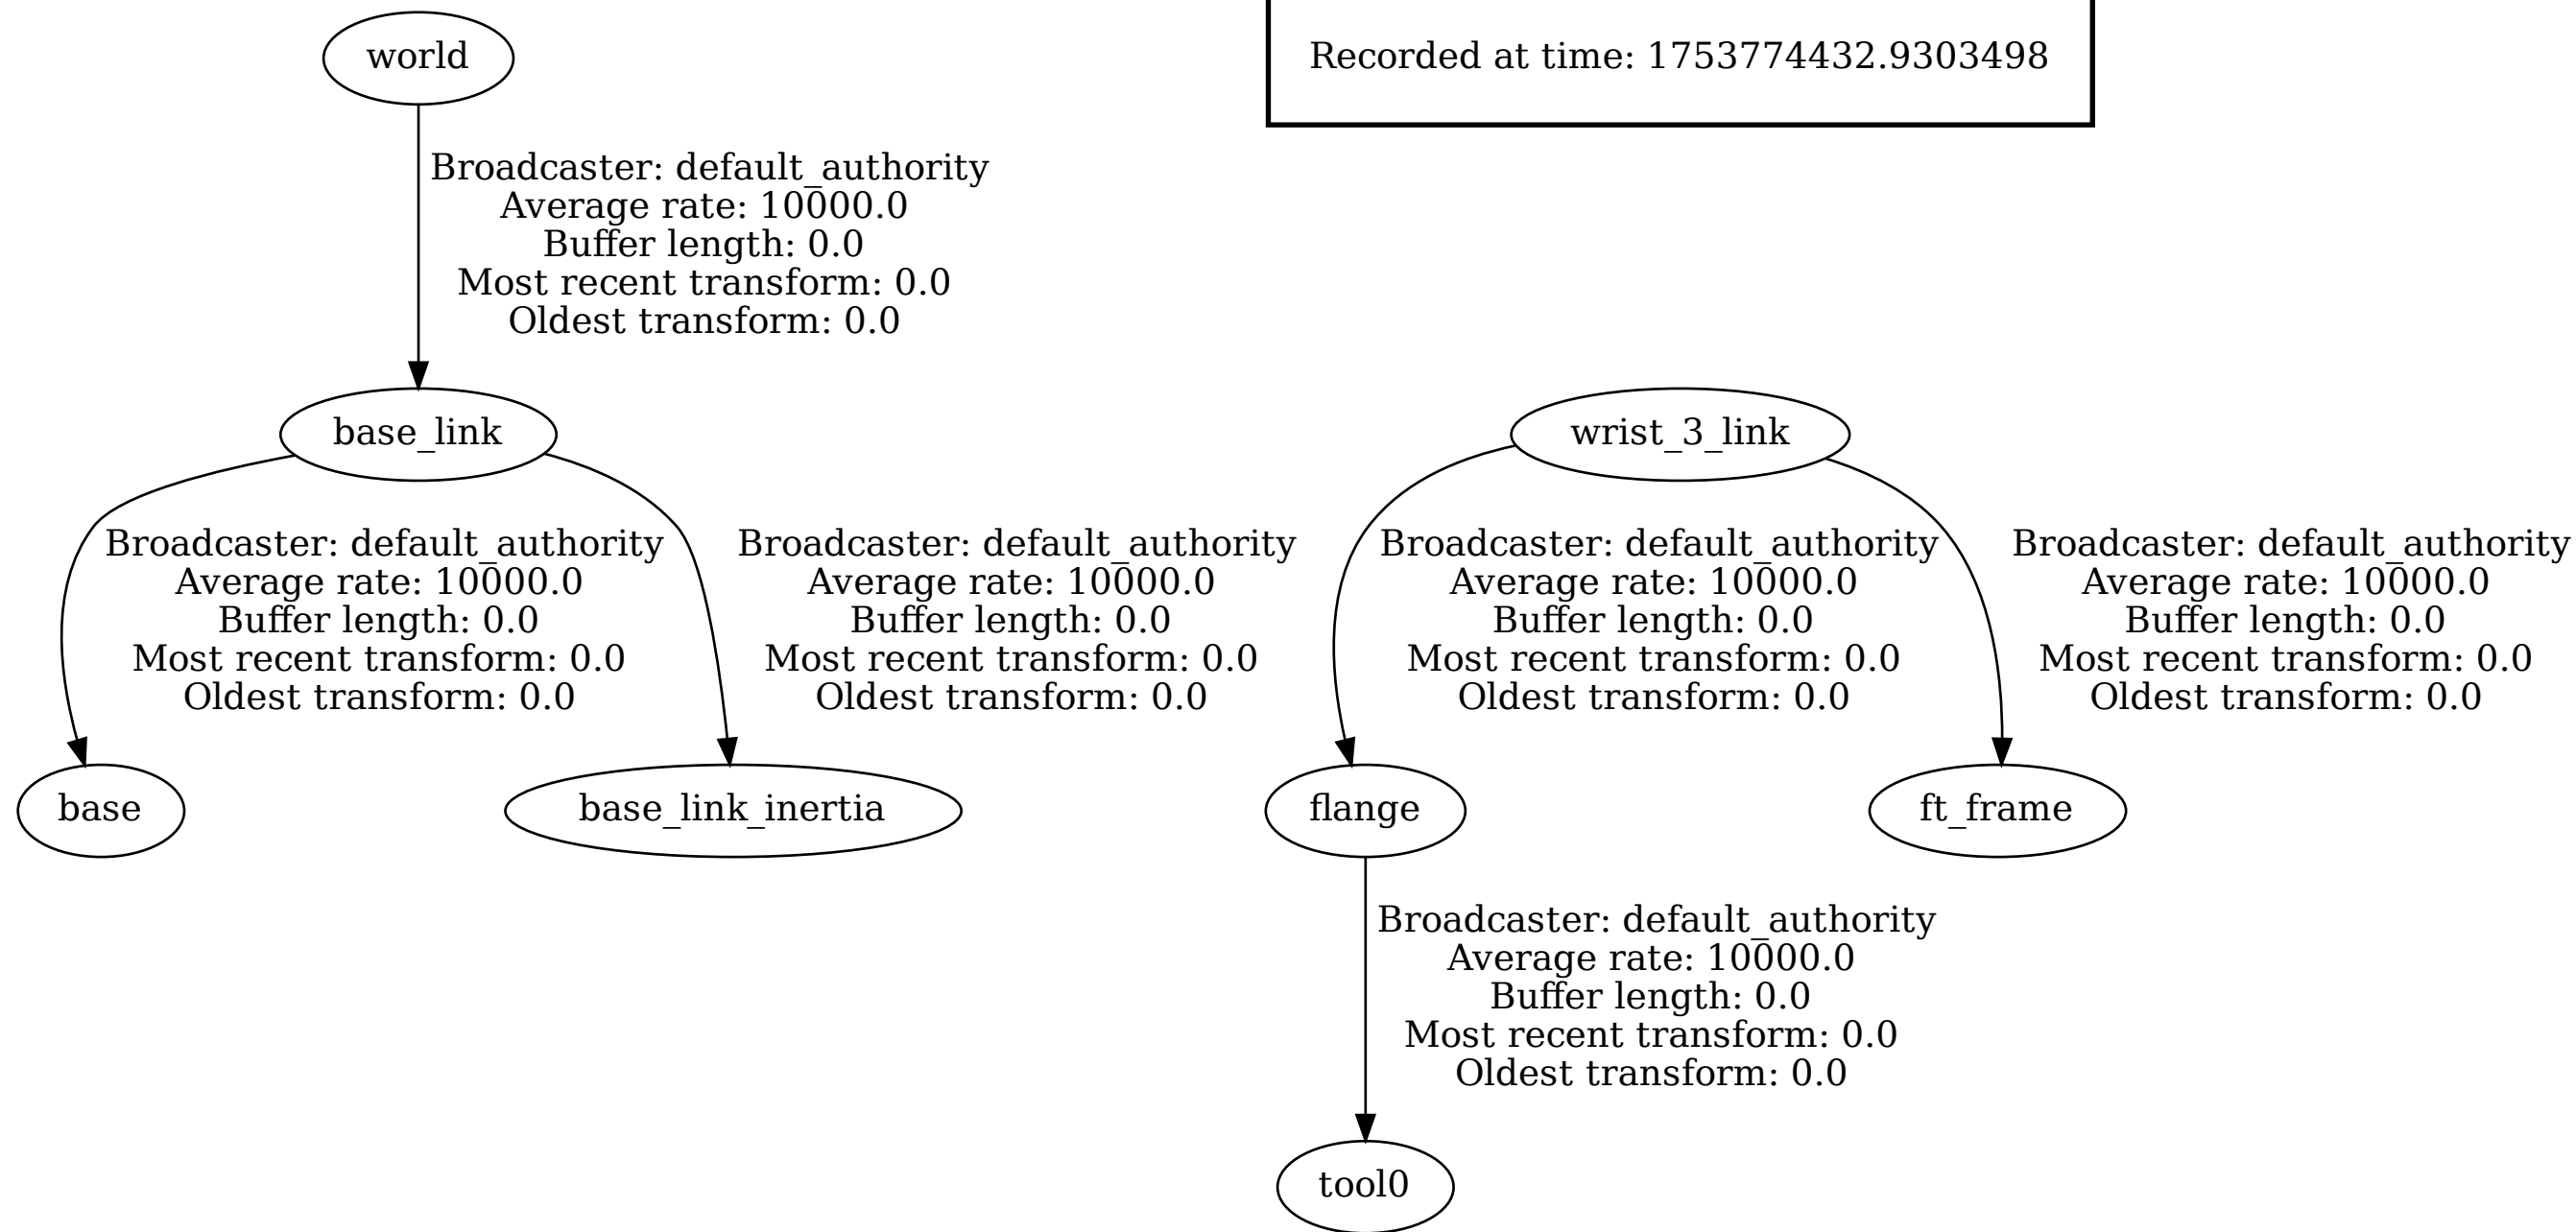 world
Recorded at time: 1753774432.9303498
Broadcaster: default_authority
Average rate: 10000.0
Buffer length: 0.0
Most recent transform: 0.0
Oldest transform: 0.0
base_link
wrist_3_link
Broadcaster: default_authority
Average rate: 10000.0
Buffer length: 0.0
Most recent transform: 0.0
Oldest transform: 0.0
Broadcaster: default_authority
Average rate: 10000.0
Buffer length: 0.0
Most recent transform: 0.0
Oldest transform: 0.0
Broadcaster: default_authority
Average rate: 10000.0
Buffer length: 0.0
Most recent transform: 0.0
Oldest transform: 0.0
Broadcaster: default_authority
Average rate: 10000.0
Buffer length: 0.0
Most recent transform: 0.0
Oldest transform: 0.0
base
base_link_inertia
flange
ft_frame
Broadcaster: default_authority
Average rate: 10000.0
Buffer length: 0.0
Most recent transform: 0.0
Oldest transform: 0.0
tool0